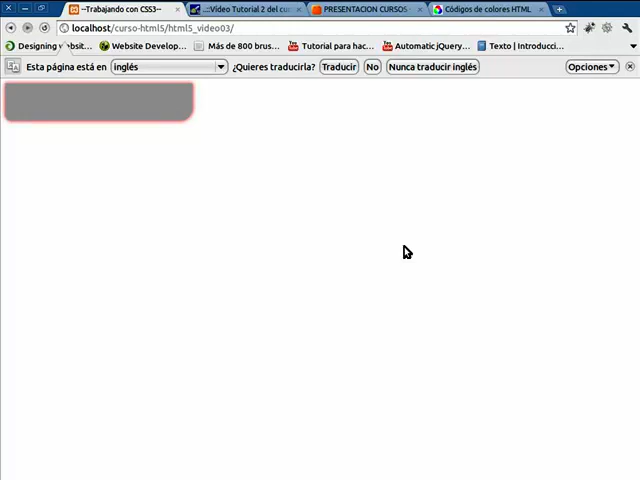 --Trabajando con CSS3--
..::Video Tutorial 2 del cu
PRESENTACION CURSOS
Códigos de colores HTML
localhost/curso-html5/html5_video03/
Designing
Website Develop...
Más de 800 brus...
Tutorial para hac...
Automatic jQuery...
Texto | Introducci...
Esta página está en
inglés
¿Quieres traducirla?
Traducir
No
Nunca traducir inglés
Opciones